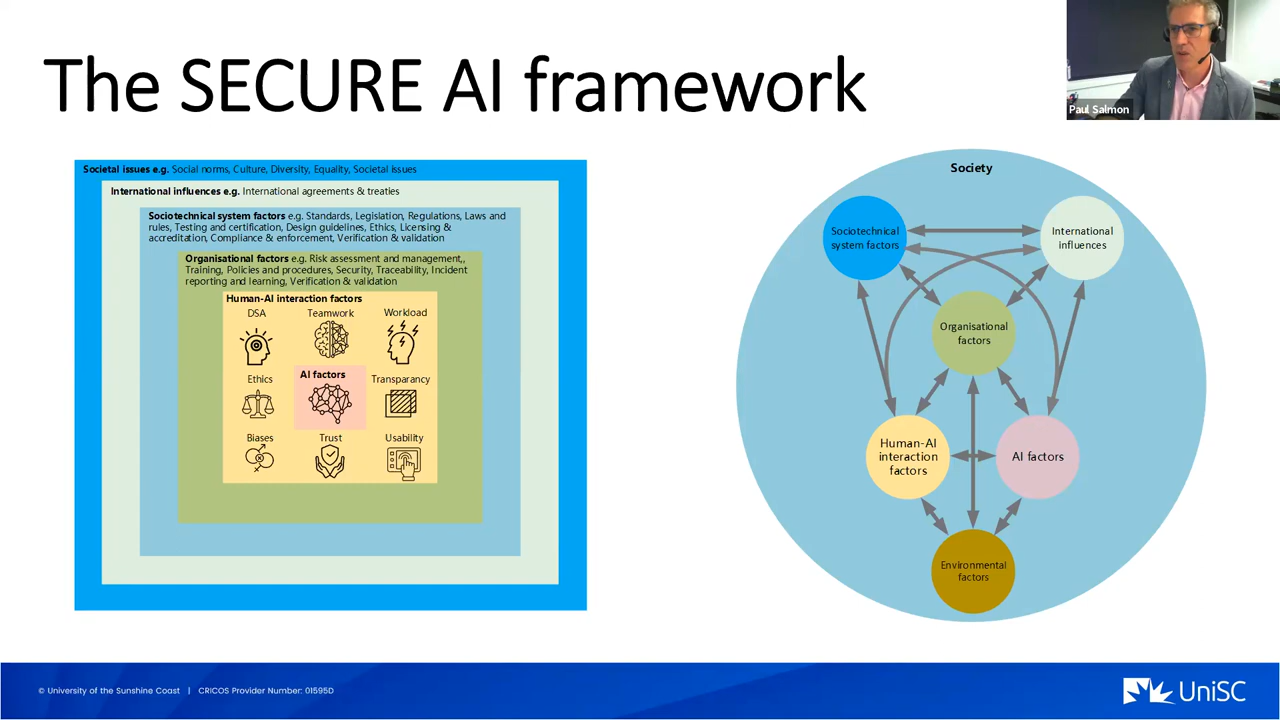 The SECURE AI framework
Paul Salmon
Societal issues e.g. Social norms, Culture, Diversity, Equality, Societal issues
International influences e.g. International agreements & treaties
Sociotechnical system factors e.g. Standards, Legislation, Regulations, Laws and
rules, Testing and certification, Design guidelines, Ethics, Licensing &
accreditation, Compliance & enforcement, Verification & validation
Organisational factors e.g. Risk assessment and management,,
Training, Policies and procedures, Security, Traceability, Incident
reporting and learning, Verification & validation
Human-AI interaction factors
DSA
Teamwork
Workload
Ethics
AI factors
Transparancy
Biases
Trust
Usability
Society
Sociotechnical
system factors
International
influences
Organisational
factors
Human-AI
interaction
factors
AI factors
Environmental
factors
© University of the Sunshine Coast | CRICOS Provider Number: 01595D
UniSC